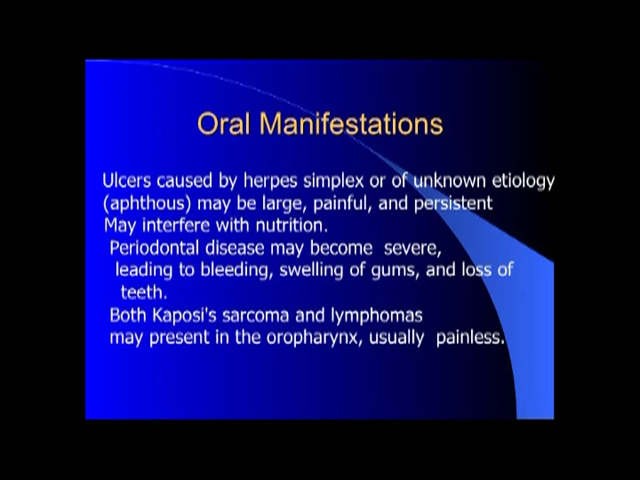 Oral Manifestations
Ulcers caused by herpes simplex or of unknown etiology
(aphthous) may be large, painful, and persistent
May interfere with nutrition.
Periodontal disease may become severe,
leading to bleeding, swelling of gums, and loss of
teeth.
Both Kaposi's sarcoma and lymphomas
may present in the oropharynx, usually painless.